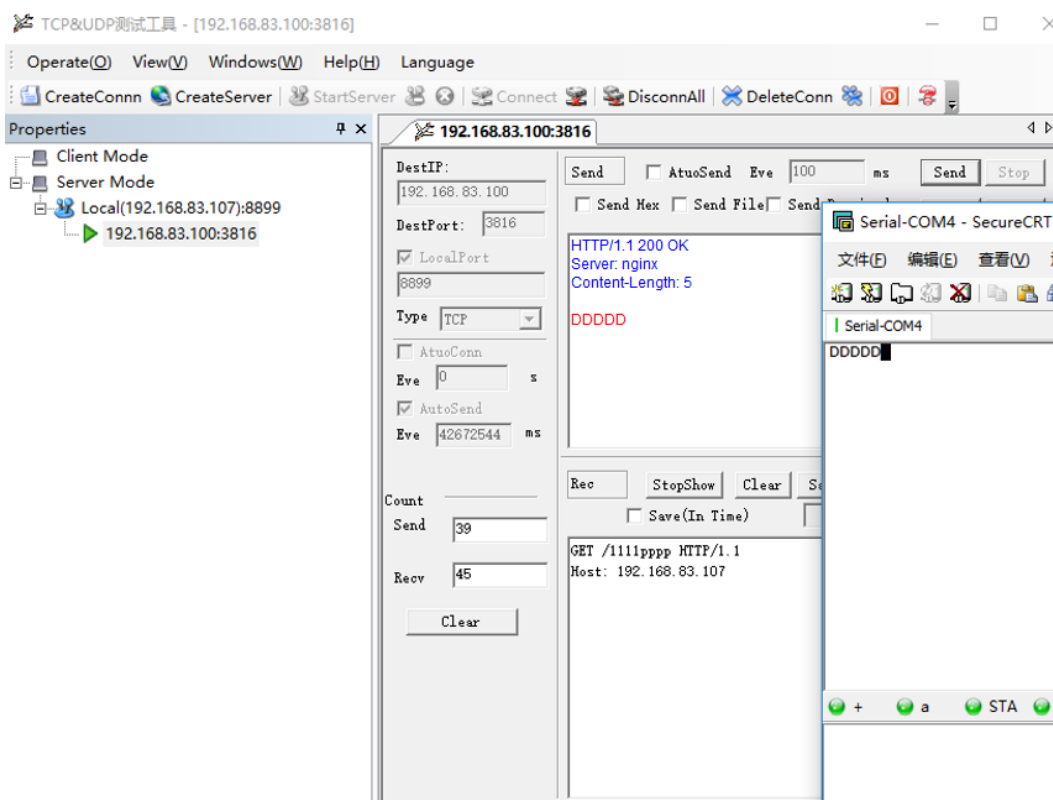 TCP&UDP测试工具 - [192.168.83.100:3816]
Operate(O) View(V) Windows(W) Help(H) Language
CreateConnn CreateServer StartServer Connect DisconnAll DeleteConn
Properties
Client Mode
Server Mode
Local(192.168.83.107):8899
192.168.83.100:3816
192.168.83.100:3816
DestIP:
192.168.83.100
DestPort: 3816
LocalPort
8899
Type TCP
AtuoConn
Eve 0 s
AutoSend
Eve 42672544 ms
Count
Send 39
Recv 45
Clear
Send AtuoSend Eve 100 ms Send Stop
Send Hex Send File Send
HTTP/1.1 200 OK
Server: nginx
Content-Length: 5
DDDDD
Rec StopShow Clear
Save(In Time)
GET /1111pppp HTTP/1.1
Host: 192.168.83.107
Serial-COM4 - SecureCRT
文件(F) 编辑(E) 查看(V)
Serial-COM4
DDDDD
+ a STA